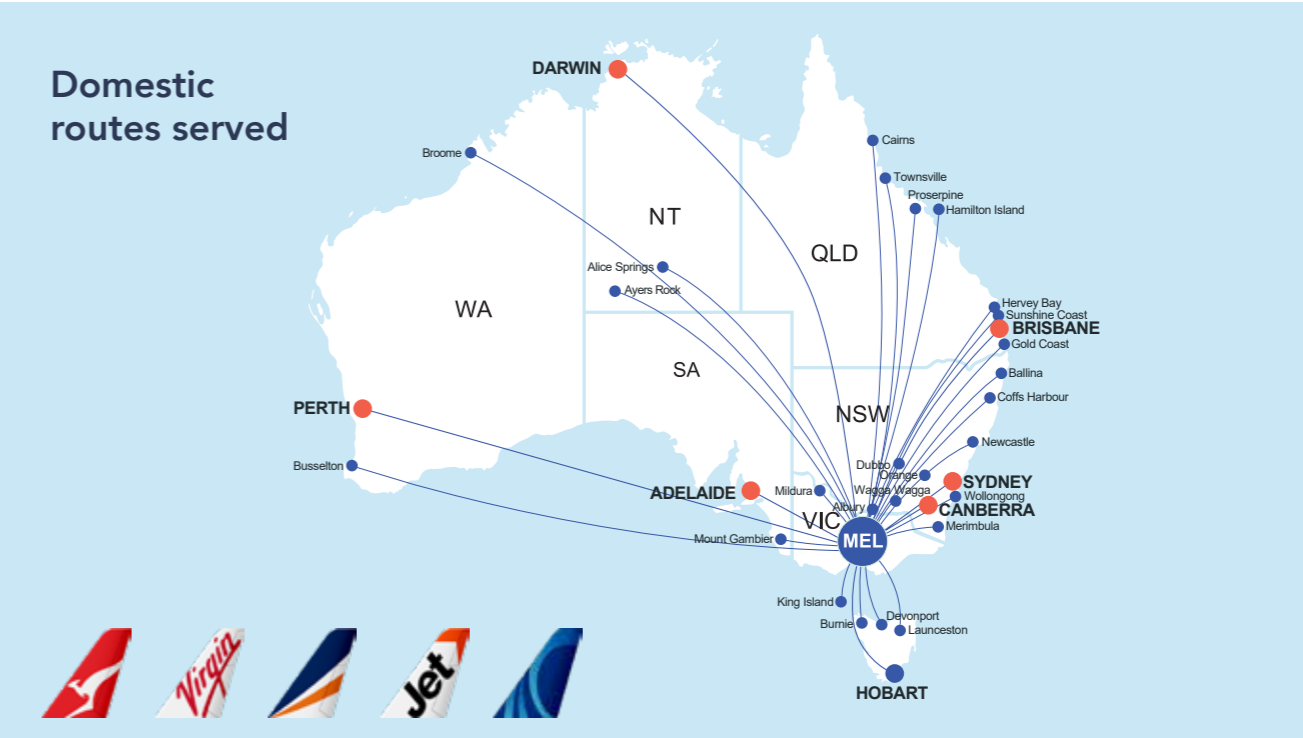 Domestic
routes served
DARWIN
Broome
Cairns
Townsville
Proserpine
Hamilton Island
NT
QLD
Alice Springs
Ayers Rock
WA
Hervey Bay
Sunshine Coast
BRISBANE
Gold Coast
SA
Ballina
Coffs Harbour
PERTH
NSW
Newcastle
Busselton
Dubbo
Orange
SYDNEY
ADELAIDE
Mildura
Wagga Wagga
Wollongong
Albury
CANBERRA
VIC
Merimbula
Mount Gambier
MEL
King Island
Burnie
Devonport
Launceston
HOBART
Virgin
Jet